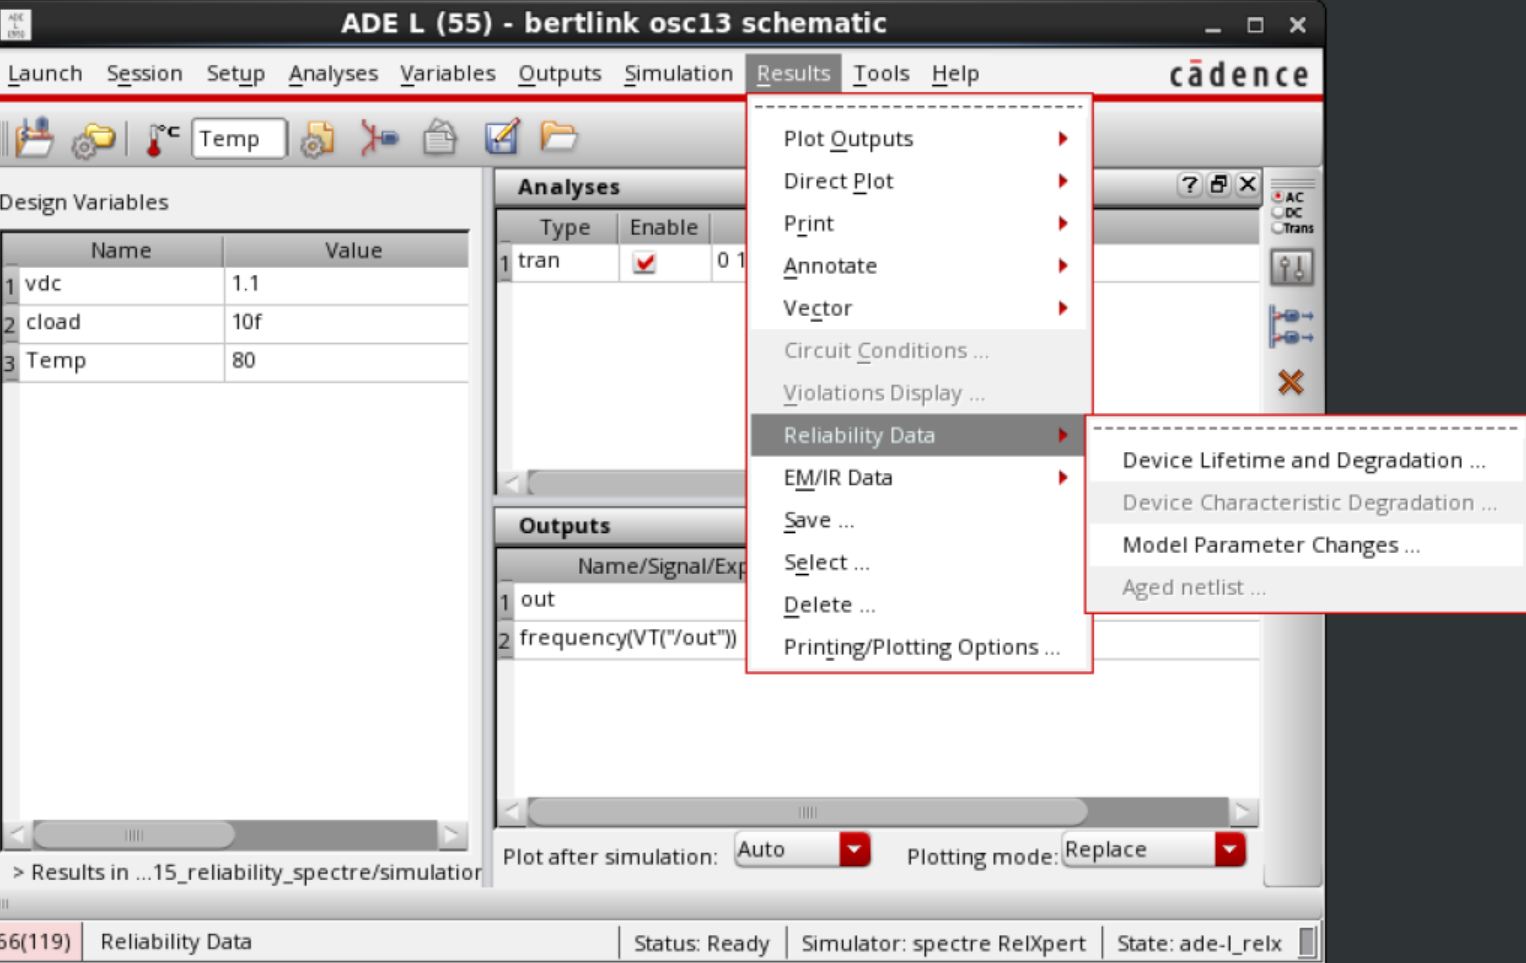 ADE L (55) - bertlink osc13 schematic
Launch Session Setup Analyses Variables Outputs Simulation Results Tools Help cādence
°C Temp
Design Variables
Name Value
1 vdc 1.1
2 cload 10f
3 Temp 80
> Results in ...15_reliability_spectre/simulation
Analyses
Type Enable
1 tran 0 1
Plot Outputs
Direct Plot
Print
Annotate
Vector
Circuit Conditions ...
Violations Display ...
Reliability Data
EM/IR Data
Save ...
Select ...
Delete ...
Printing/Plotting Options ...
Device Lifetime and Degradation ...
Device Characteristic Degradation ...
Model Parameter Changes ...
Aged netlist ...
AC
DC
Trans
Outputs
Name/Signal/Exp
1 out
2 frequency(VT("/out"))
Plot after simulation: Auto Plotting mode: Replace
66(119) Reliability Data Status: Ready Simulator: spectre RelXpert State: ade-l_relx